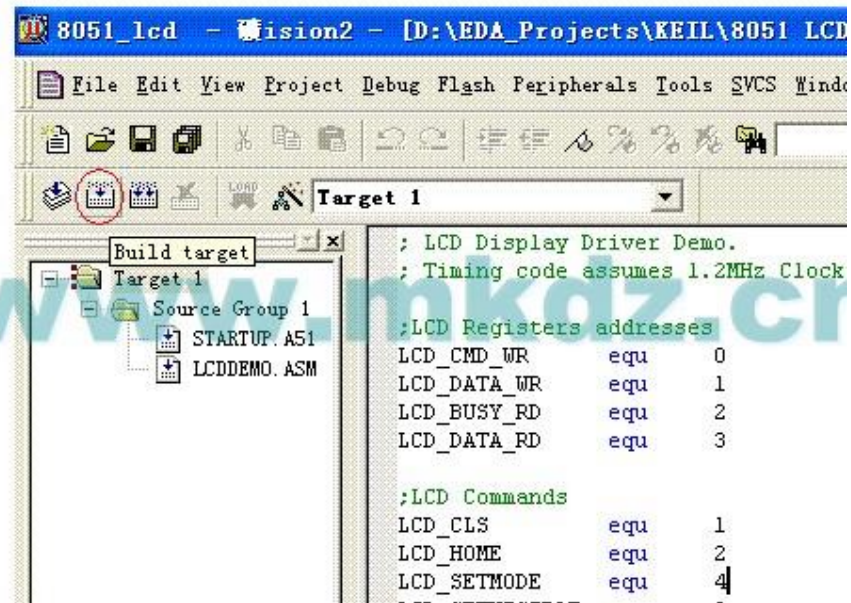 8051_lcd - ision2 - [D:\EDA_Projects\KEIL\8051 LCD
File Edit View Project Debug Flash Peripherals Tools SVCS Windo
LOAD
Target 1
Build target
Target 1
Source Group 1
STARTUP.A51
LCDDEMO.ASM
; LCD Display Driver Demo.
; Timing code assumes 1.2MHz Clock
;LCD Registers addresses
LCD_CMD_WR equ 0
LCD_DATA_WR equ 1
LCD_BUSY_RD equ 2
LCD_DATA_RD equ 3
;LCD Commands
LCD_CLS equ 1
LCD_HOME equ 2
LCD_SETMODE equ 4
www.mkdz.cn